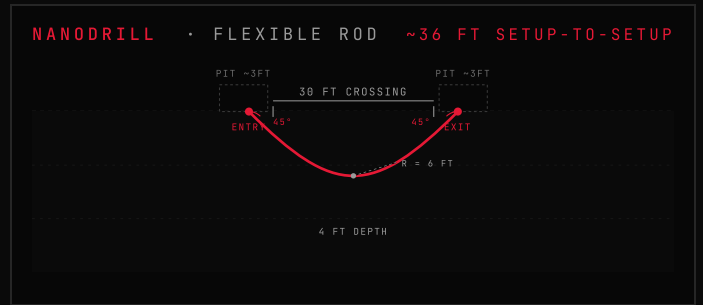 NANODRILL · FLEXIBLE ROD ~36 FT SETUP-TO-SETUP
PIT ~3FT PIT ~3FT
30 FT CROSSING
45° 45°
ENTRY EXIT
R = 6 FT
4 FT DEPTH